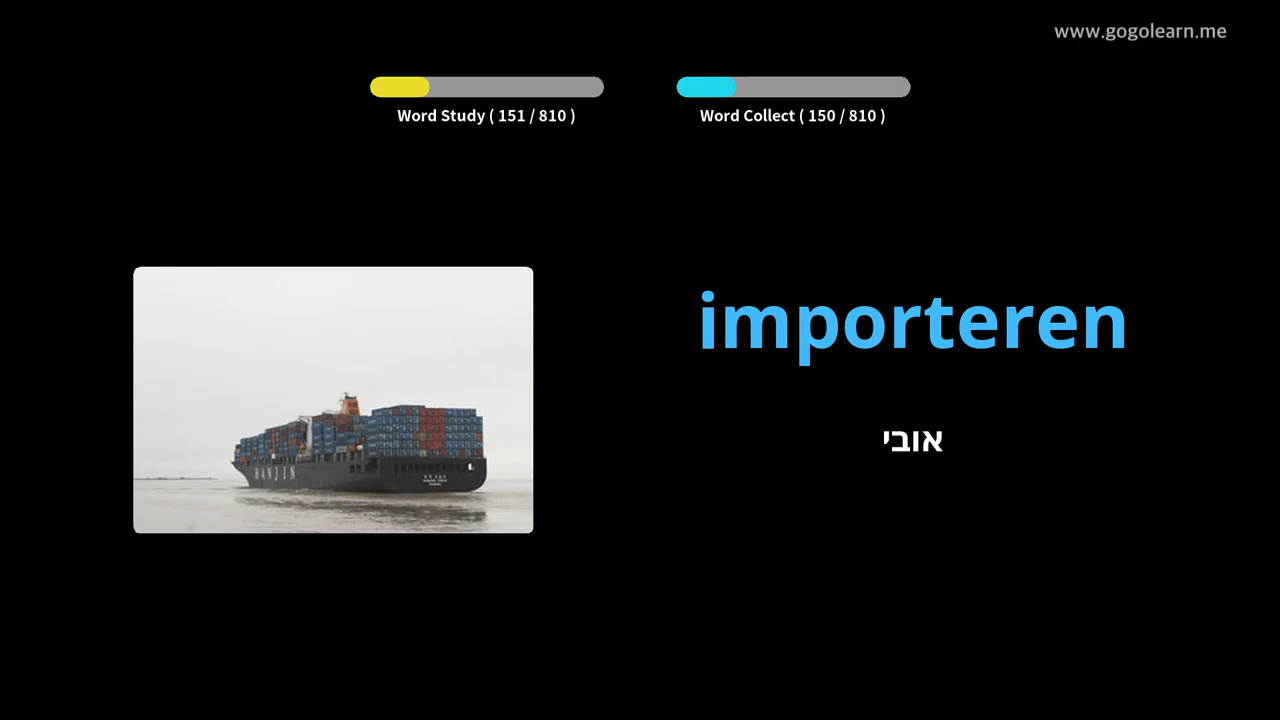 www.gogolearn.me
Word Study ( 151 / 810 )
Word Collect ( 150 / 810 )
importeren
אובי
HANJIN